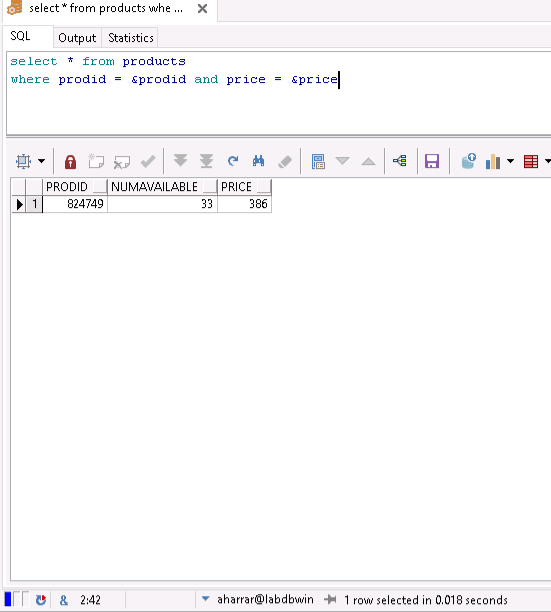 select * from products whe ...
SQL Output Statistics
select * from products
where prodid = &prodid and price = &price
PRODID NUMAVAILABLE PRICE
1 824749 33 386
& 2:42 aharrar@labdbwin 1 row selected in 0.018 seconds